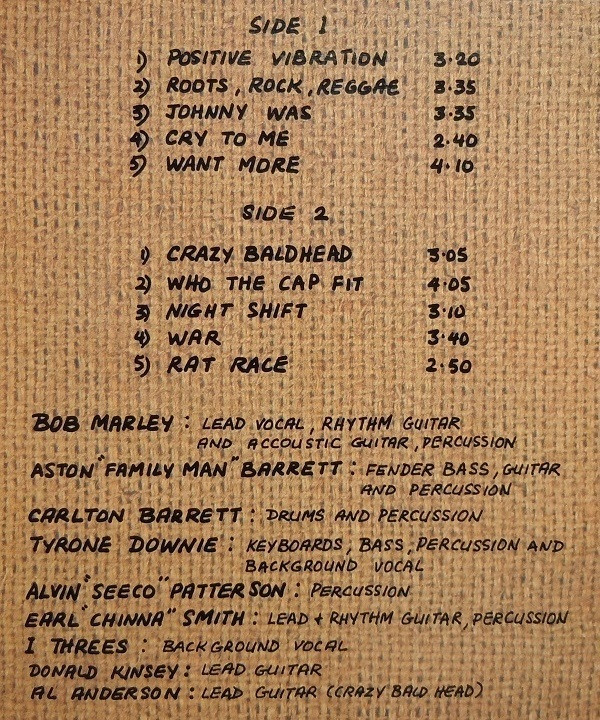 SIDE 1
1) POSITIVE VIBRATION 3·20
2) ROOTS, ROCK, REGGAE 3·35
3) JOHNNY WAS 3·35
4) CRY TO ME 2·40
5) WANT MORE 4·10
SIDE 2
1) CRAZY BALDHEAD 3·05
2) WHO THE CAP FIT 4·05
3) NIGHT SHIFT 3·10
4) WAR 3·40
5) RAT RACE 2·50
BOB MARLEY : LEAD VOCAL, RHYTHM GUITAR
AND ACCOUSTIC GUITAR, PERCUSSION
ASTON "FAMILY MAN" BARRETT : FENDER BASS, GUITAR
AND PERCUSSION
CARLTON BARRETT : DRUMS AND PERCUSSION
TYRONE DOWNIE : KEYBOARDS, BASS, PERCUSSION AND
BACKGROUND VOCAL
ALVIN "SEECO" PATTERSON : PERCUSSION
EARL "CHINNA" SMITH : LEAD + RHYTHM GUITAR, PERCUSSION
I THREES : BACKGROUND VOCAL
DONALD KINSEY : LEAD GUITAR
AL ANDERSON : LEAD GUITAR (CRAZY BALD HEAD)